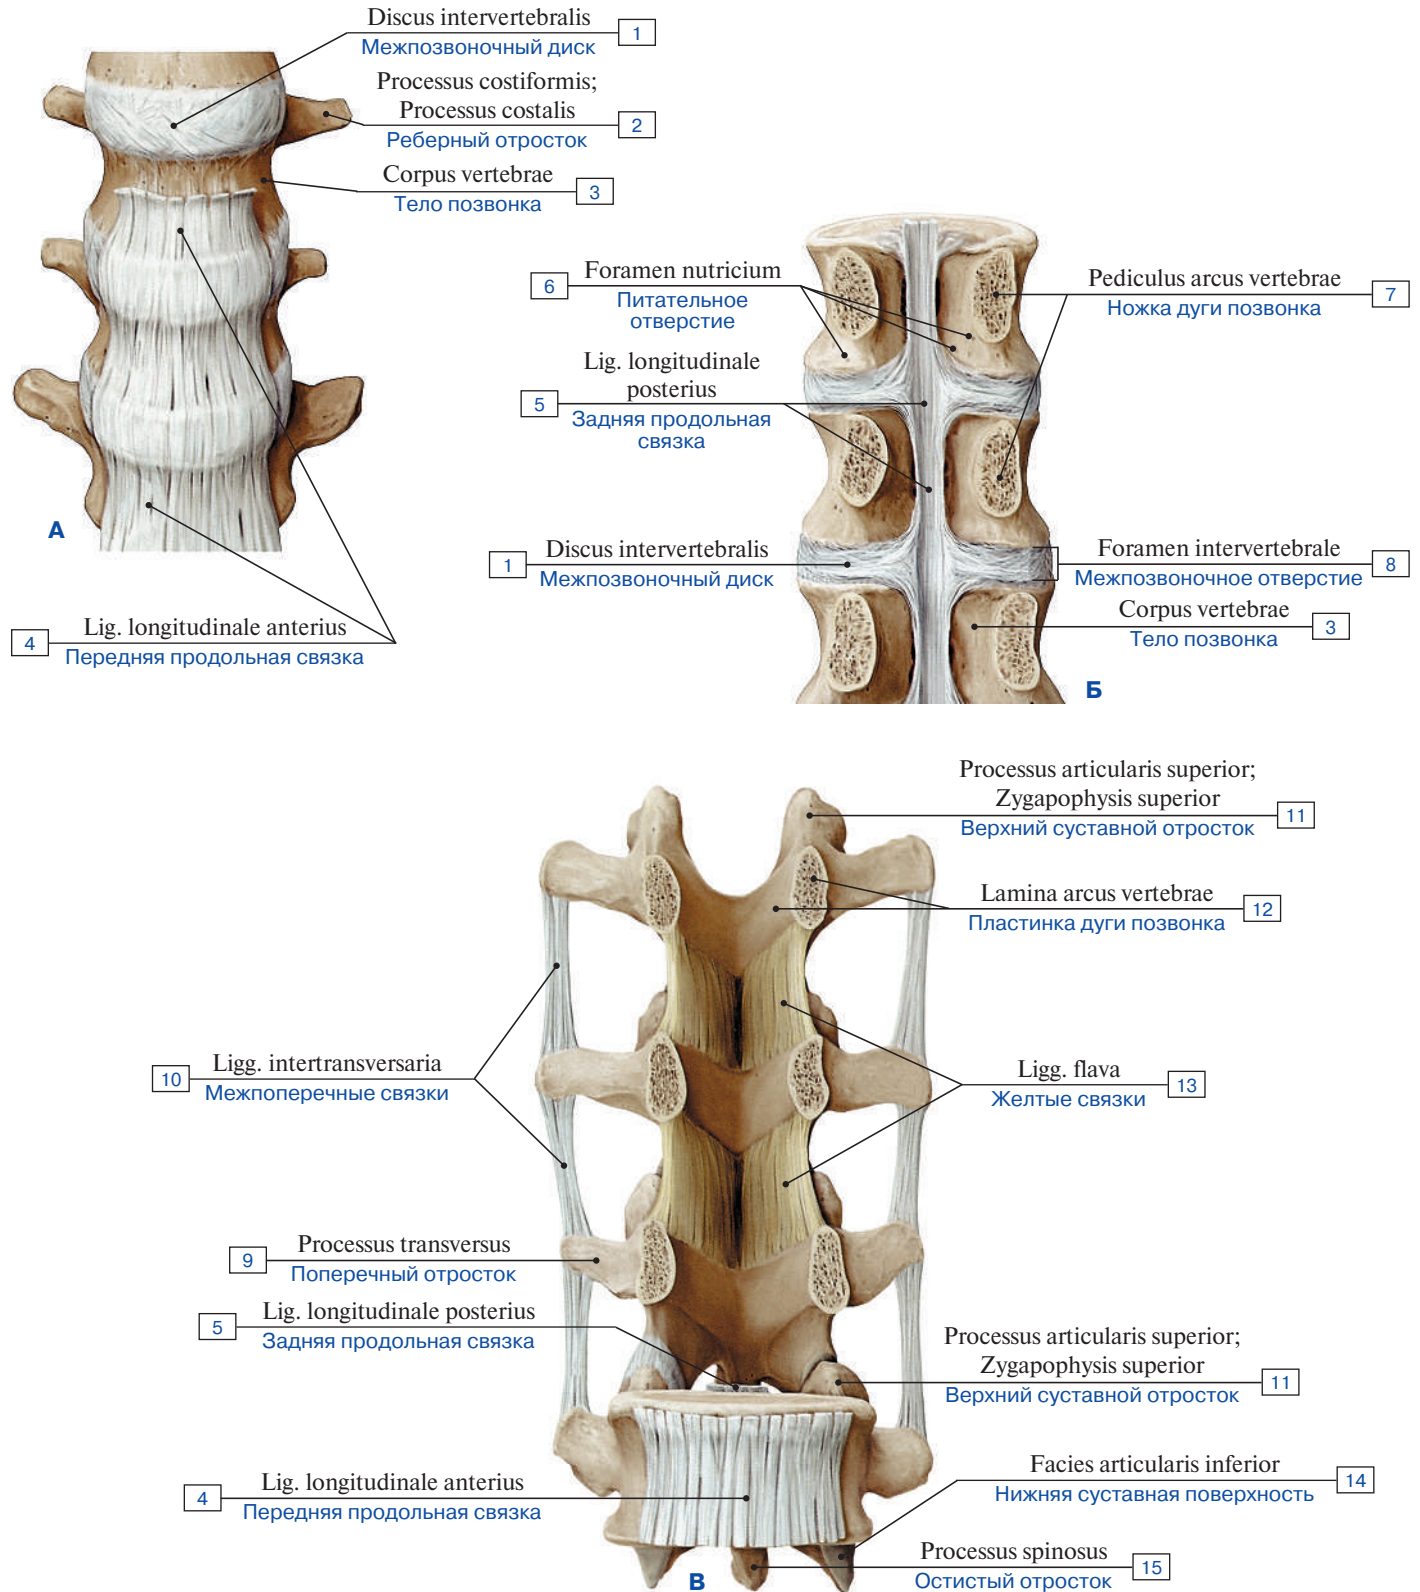 Discus intervertebralis
1
Межпозвоночный диск
Processus costiformis;
Processus costalis
2
Реберный отросток
Corpus vertebrae
3
Тело позвонка
А
Lig. longitudinale anterius
4
Передняя продольная связка
6
Foramen nutricium
Питательное
отверстие
Pediculus arcus vertebrae
7
Ножка дуги позвонка
Lig. longitudinale
posterius
5
Задняя продольная
связка
Discus intervertebralis
1
Межпозвоночный диск
Foramen intervertebrale
8
Межпозвоночное отверстие
Corpus vertebrae
3
Тело позвонка
Б
Processus articularis superior;
Zygapophysis superior
11
Верхний суставной отросток
Lamina arcus vertebrae
12
Пластинка дуги позвонка
Ligg. intertransversaria
10
Межпоперечные связки
Ligg. flava
13
Желтые связки
Processus transversus
9
Поперечный отросток
Lig. longitudinale posterius
5
Задняя продольная связка
Processus articularis superior;
Zygapophysis superior
11
Верхний суставной отросток
Lig. longitudinale anterius
4
Передняя продольная связка
Facies articularis inferior
14
Нижняя суставная поверхность
Processus spinosus
15
Остистый отросток
В